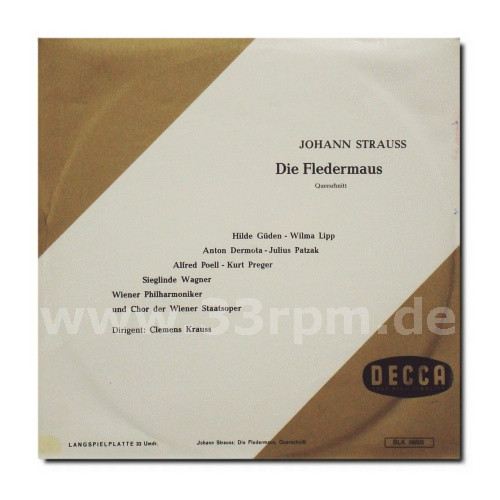 JOHANN STRAUSS
Die Fledermaus
Querschnitt
Hilde Güden - Wilma Lipp
Anton Dermota - Julius Patzak
Alfred Poell - Kurt Preger
Sieglinde Wagner
Wiener Philharmoniker
und Chor der Wiener Staatsoper
www.33rpm.de
Dirigent: Clemens Krauss
DECCA
LANGSPIELPLATTE 33 Umdr.
Johann Strauss: Die Fledermaus, Querschnitt
BLK